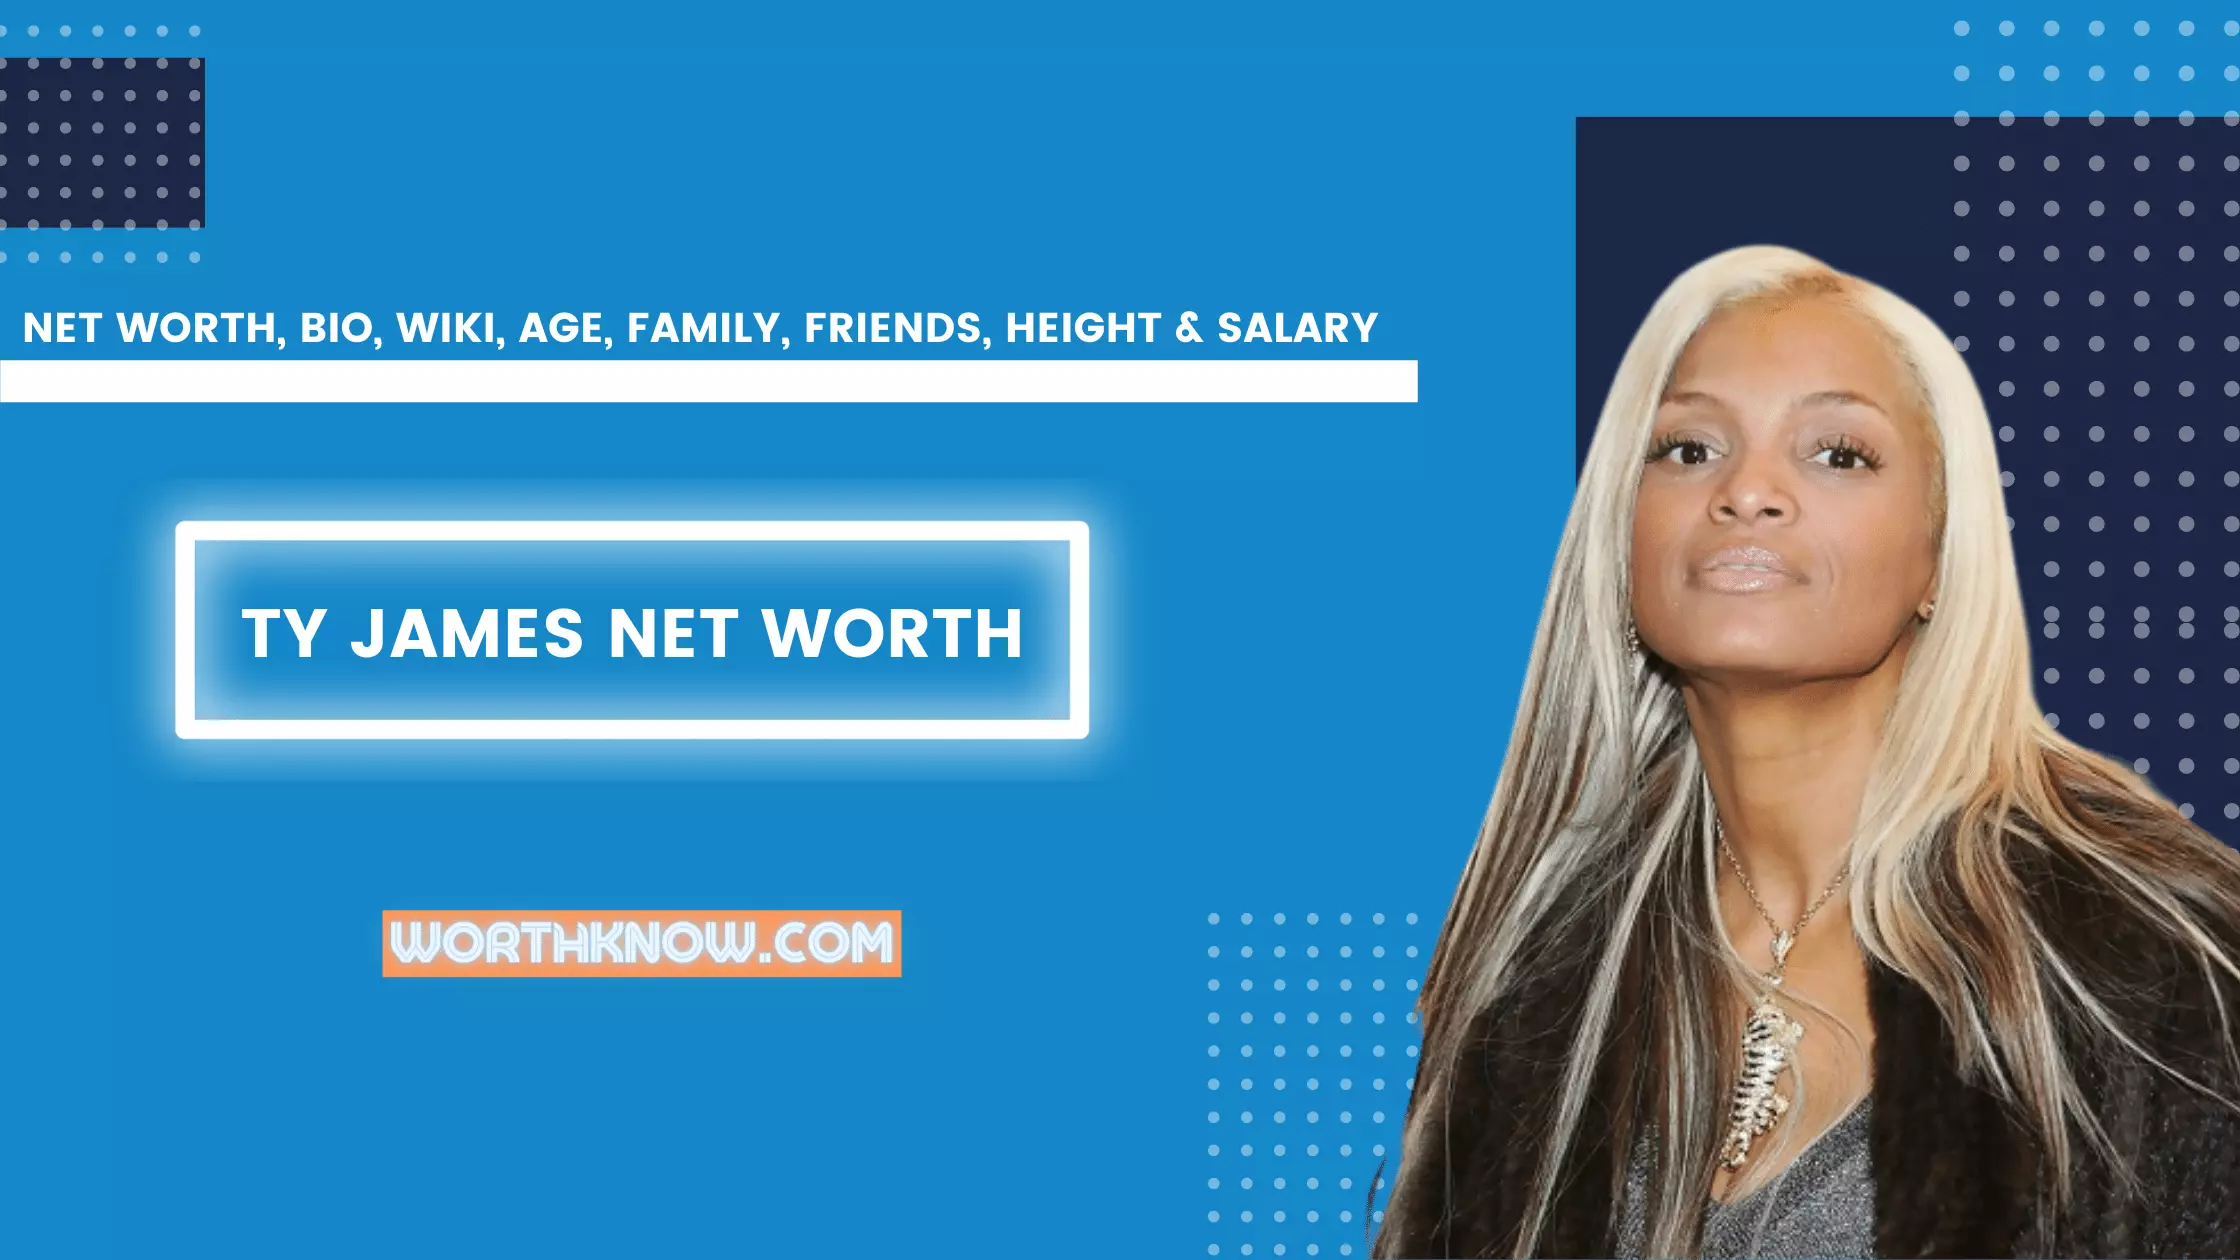 NET WORTH, BIO, WIKI, AGE, FAMILY, FRIENDS, HEIGHT & SALARY
TY JAMES NET WORTH
WORTHKNOW.COM